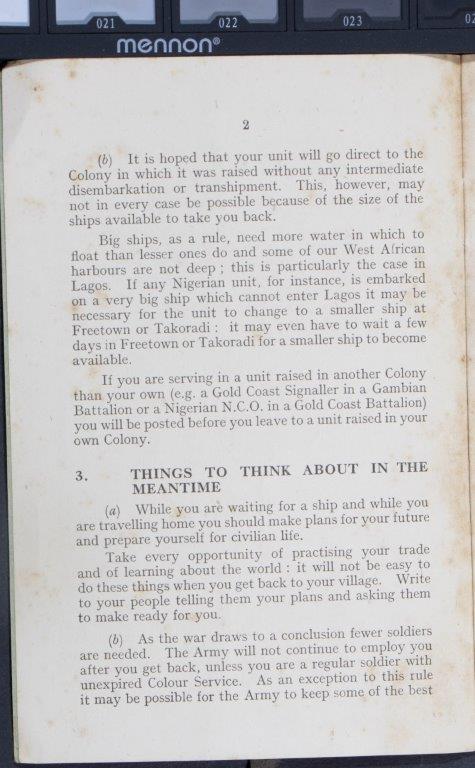 021
022
023
02
mennon®
2
(b) It is hoped that your unit will go direct to the
Colony in which it was raised without any intermediate
disembarkation or transhipment. This, however, may
not in every case be possible because of the size of the
ships available to take you back.
Big ships, as a rule, need more water in which to
float than lesser ones do and some of our West African
harbours are not deep ; this is particularly the case in
Lagos. If any Nigerian unit, for instance, is embarked
on a very big ship which cannot enter Lagos it may be
necessary for the unit to change to a smaller ship at
Freetown or Takoradi : it may even have to wait a few
days in Freetown or Takoradi for a smaller ship to become
available.
If you are serving in a unit raised in another Colony
than your own (e.g. a Gold Coast Signaller in a Gambian
Battalion or a Nigerian N.C.O. in a Gold Coast Battalion)
you will be posted before you leave to a unit raised in your
own Colony.
3. THINGS TO THINK ABOUT IN THE
MEANTIME
(a) While you are waiting for a ship and while you
are travelling home you should make plans for your future
and prepare yourself for civilian life.
Take every opportunity of practising your trade
and of learning about the world : it will not be easy to
do these things when you get back to your village. Write
to your people telling them your plans and asking them
to make ready for you.
(b) As the war draws to a conclusion fewer soldiers
are needed. The Army will not continue to employ you
after you get back, unless you are a regular soldier with
unexpired Colour Service. As an exception to this rule
it may be possible for the Army to keep some of the best